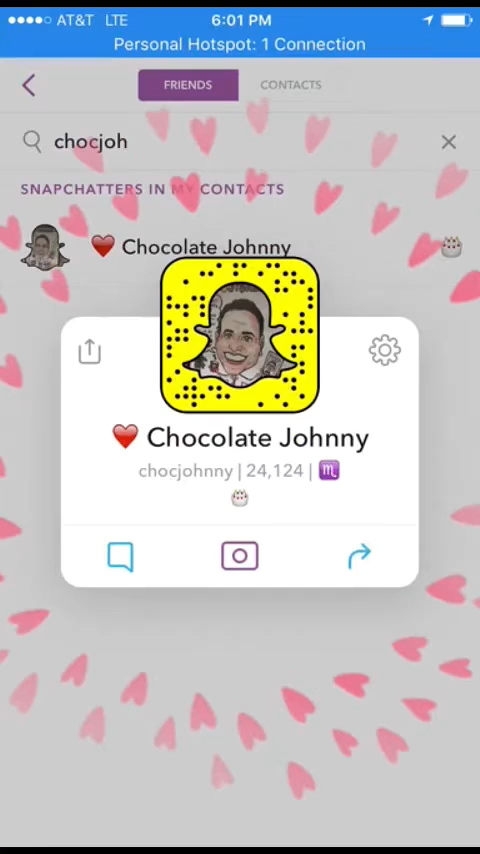 AT&T LTE 6:01 PM
Personal Hotspot: 1 Connection
FRIENDS CONTACTS
chocjoh
SNAPCHATTERS IN MY CONTACTS
❤️ Chocolate Johnny
❤️ Chocolate Johnny
chocjohnny | 24,124 | ♏